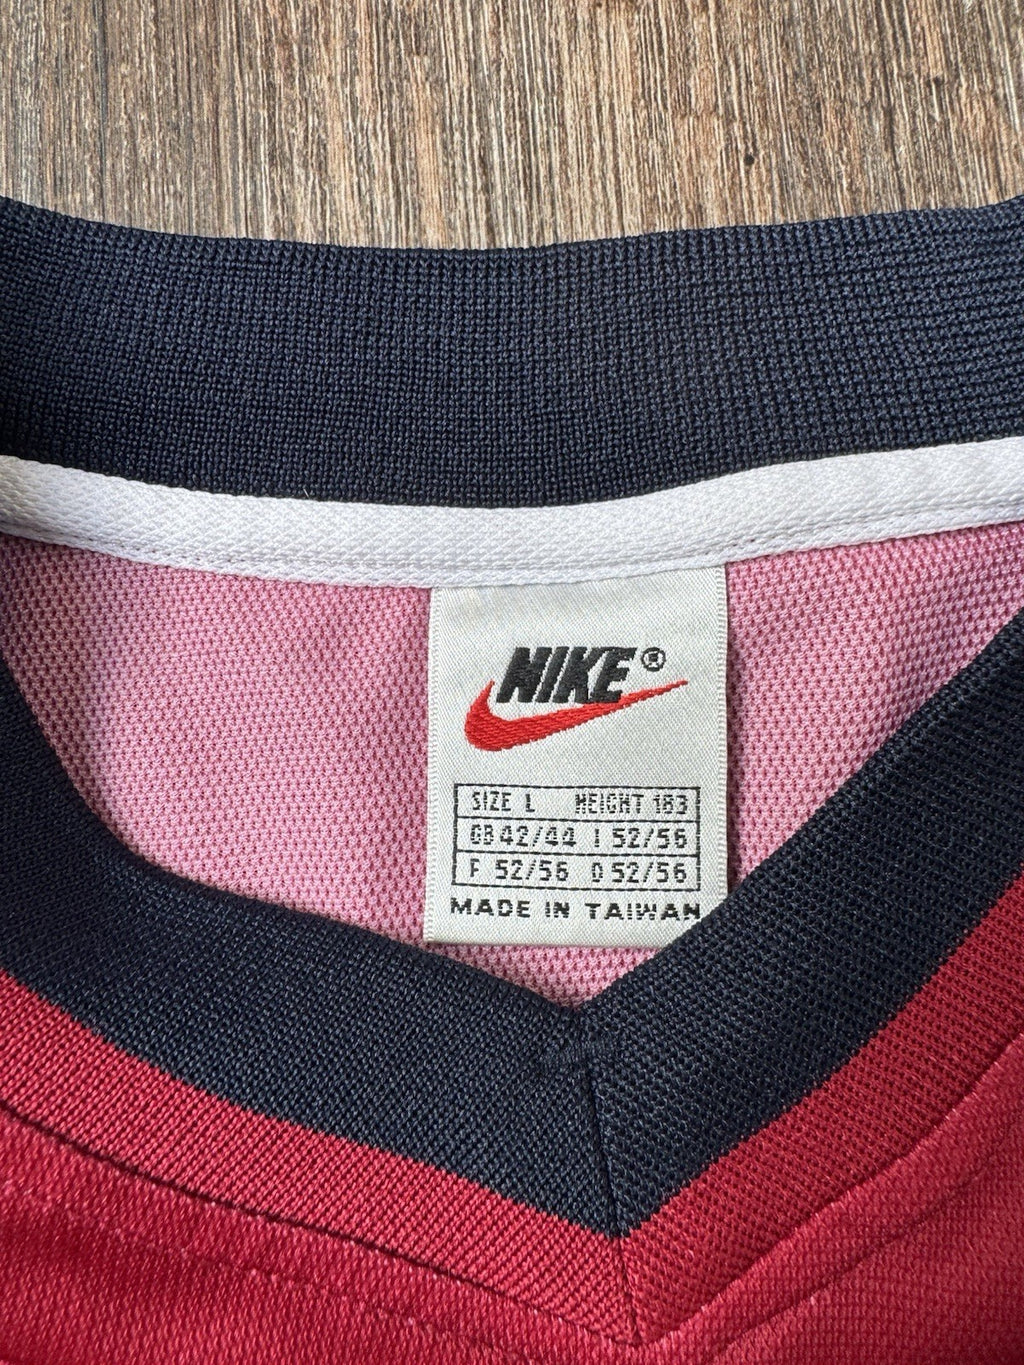 NIKE®
SIZE L HEIGHT 183
GB 42/44 I 52/56
F 52/56 D 52/56
MADE IN TAIWAN